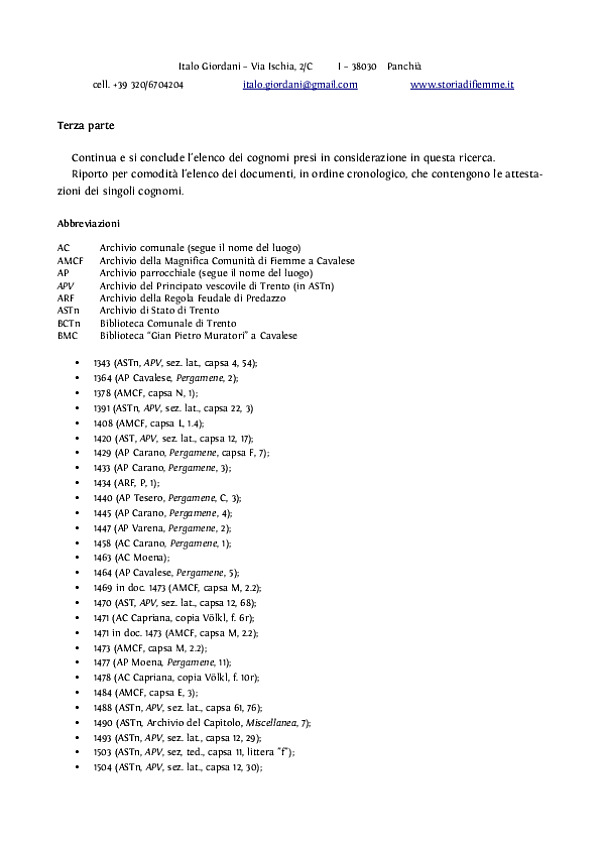 Italo Giordani – Via Ischia, 2/C I – 38030 Panchià
cell. +39 320/6704204 italo.giordani@gmail.com www.storiadifiemme.it
Terza parte
Continua e si conclude l'elenco dei cognomi presi in considerazione in questa ricerca.
Riporto per comodità l'elenco dei documenti, in ordine cronologico, che contengono le attesta-
zioni dei singoli cognomi.
Abbreviazioni
AC Archivio comunale (segue il nome del luogo)
AMCF Archivio della Magnifica Comunità di Fiemme a Cavalese
AP Archivio parrocchiale (segue il nome del luogo)
APV Archivio del Principato vescovile di Trento (in ASTn)
ARF Archivio della Regola Feudale di Predazzo
ASTn Archivio di Stato di Trento
BCTn Biblioteca Comunale di Trento
BMC Biblioteca "Gian Pietro Muratori" a Cavalese
• 1343 (ASTn, APV, sez. lat., capsa 4, 54);
• 1364 (AP Cavalese, Pergamene, 2);
• 1378 (AMCF, capsa N, 1);
• 1391 (ASTn, APV, sez. lat., capsa 22, 3)
• 1408 (AMCF, capsa L, 1.4);
• 1420 (AST, APV, sez. lat., capsa 12, 17);
• 1429 (AP Carano, Pergamene, capsa F, 7);
• 1433 (AP Carano, Pergamene, 3);
• 1434 (ARF, P, 1);
• 1440 (AP Tesero, Pergamene, C, 3);
• 1445 (AP Carano, Pergamene, 4);
• 1447 (AP Varena, Pergamene, 2);
• 1458 (AC Carano, Pergamene, 1);
• 1463 (AC Moena);
• 1464 (AP Cavalese, Pergamene, 5);
• 1469 in doc. 1473 (AMCF, capsa M, 2.2);
• 1470 (AST, APV, sez. lat., capsa 12, 68);
• 1471 (AC Capriana, copia Völkl, f. 6r);
• 1471 in doc. 1473 (AMCF, capsa M, 2.2);
• 1473 (AMCF, capsa M, 2.2);
• 1477 (AP Moena, Pergamene, 11);
• 1478 (AC Capriana, copia Völkl, f. 10r);
• 1484 (AMCF, capsa E, 3);
• 1488 (ASTn, APV, sez. lat., capsa 61, 76);
• 1490 (ASTn, Archivio del Capitolo, Miscellanea, 7);
• 1493 (ASTn, APV, sez. lat., capsa 12, 29);
• 1503 (ASTn, APV, sez, ted., capsa 11, littera "f");
• 1504 (ASTn, APV, sez. lat., capsa 12, 30);